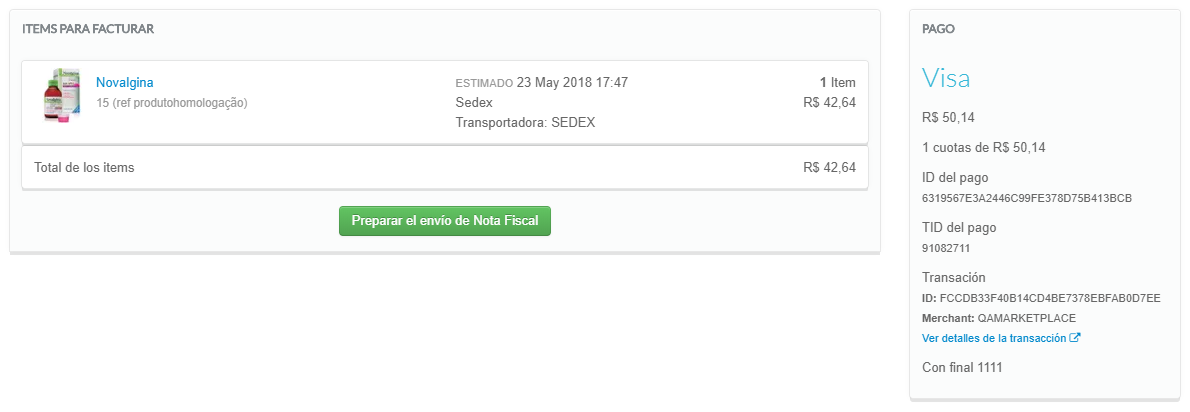 ITEMS PARA FACTURAR
Novalgina
15 (ref produtohomologação)
ESTIMADO 23 May 2018 17:47
Sedex
Transportadora: SEDEX
1 Item
R$ 42,64
Total de los items
R$ 42,64
Preparar el envío de Nota Fiscal
PAGO
Visa
R$ 50,14
1 cuotas de R$ 50,14
ID del pago
6319567E3A2446C99FE378D75B413BCB
TID del pago
91082711
Transación
ID: FCCDB33F40B14CD4BE7378EBFAB0D7EE
Merchant: QAMARKETPLACE
Ver detalles de la transacción
Con final 1111